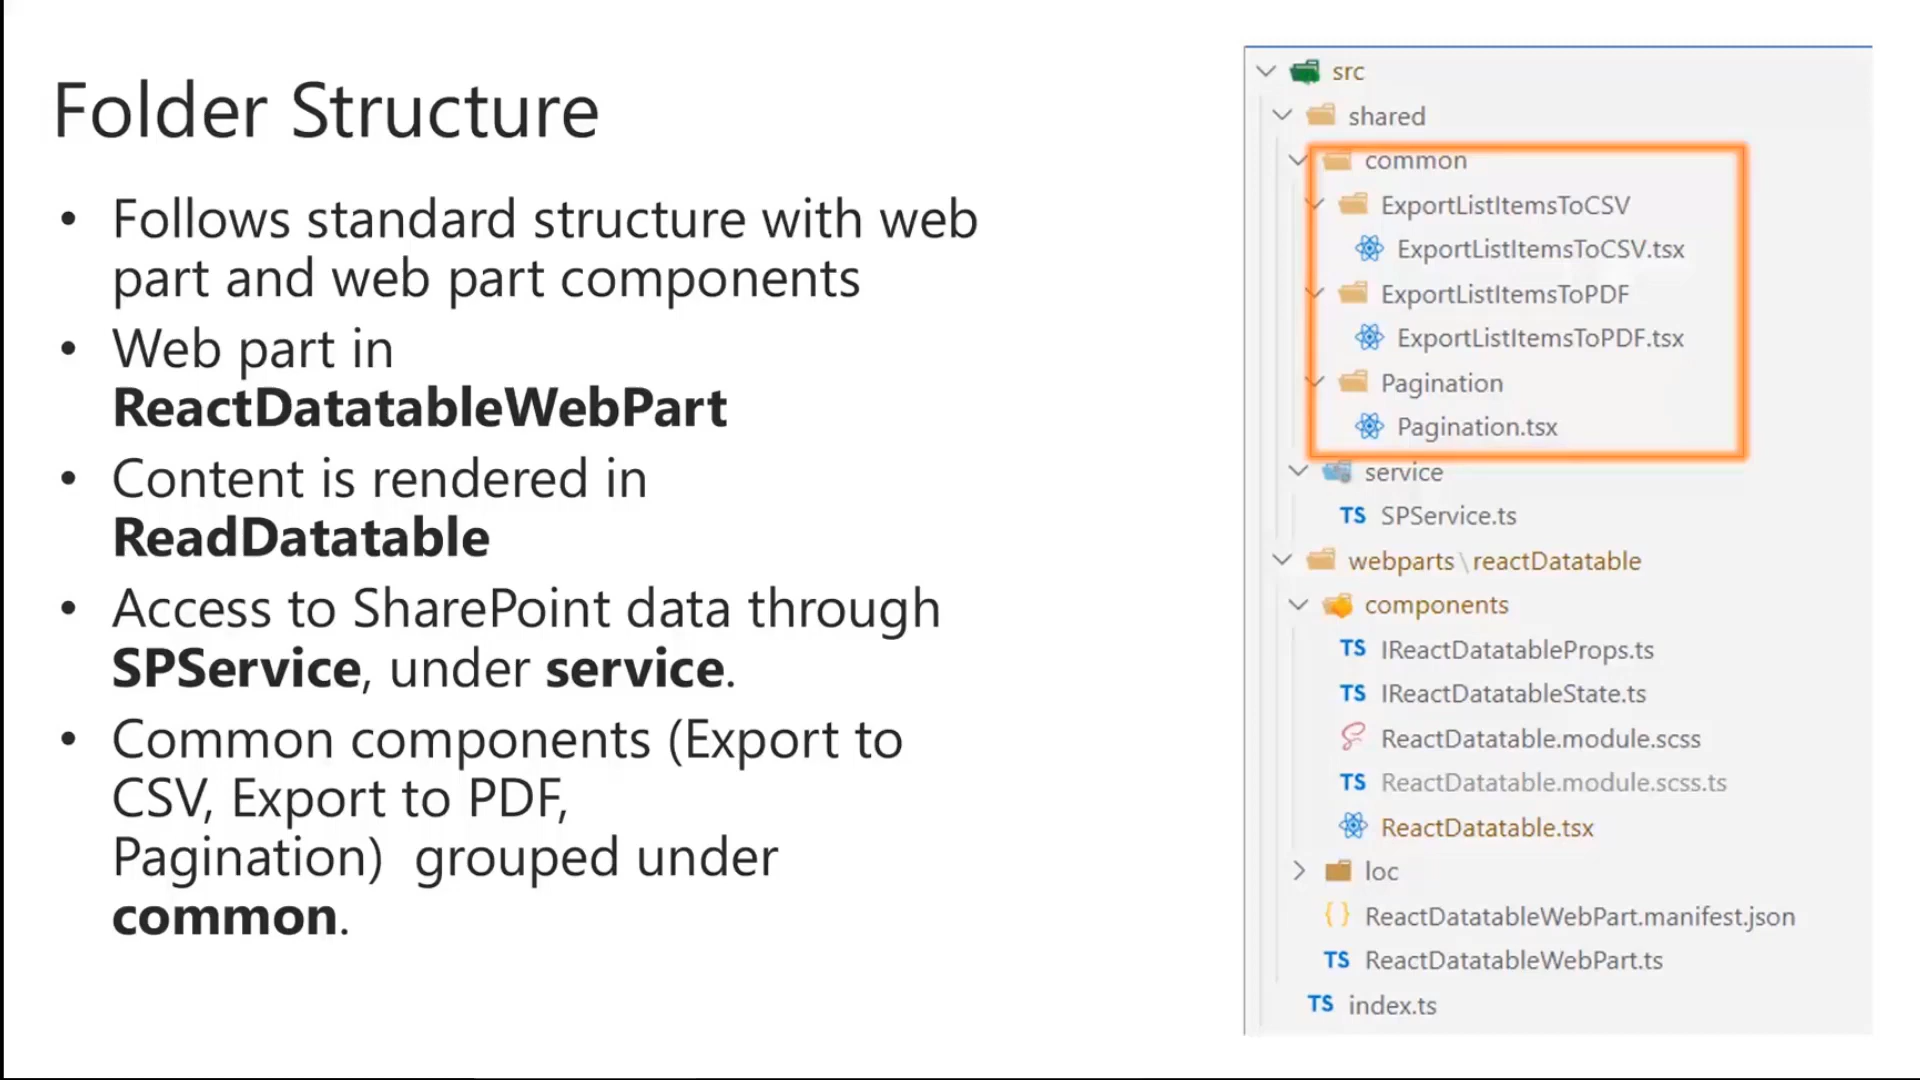 Folder Structure
• Follows standard structure with web
part and web part components
• Web part in
ReactDatatableWebPart
• Content is rendered in
ReadDatatable
• Access to SharePoint data through
SPService, under service.
• Common components (Export to
CSV, Export to PDF,
Pagination) grouped under
common.
src
shared
common
ExportListItemsToCSV
ExportListItemsToCSV.tsx
ExportListItemsToPDF
ExportListItemsToPDF.tsx
Pagination
Pagination.tsx
service
TS SPService.ts
webparts\reactDatatable
components
TS IReactDatatableProps.ts
TS IReactDatatableState.ts
ReactDatatable.module.scss
TS ReactDatatable.module.scss.ts
ReactDatatable.tsx
loc
{} ReactDatatableWebPart.manifest.json
TS ReactDatatableWebPart.ts
TS index.ts